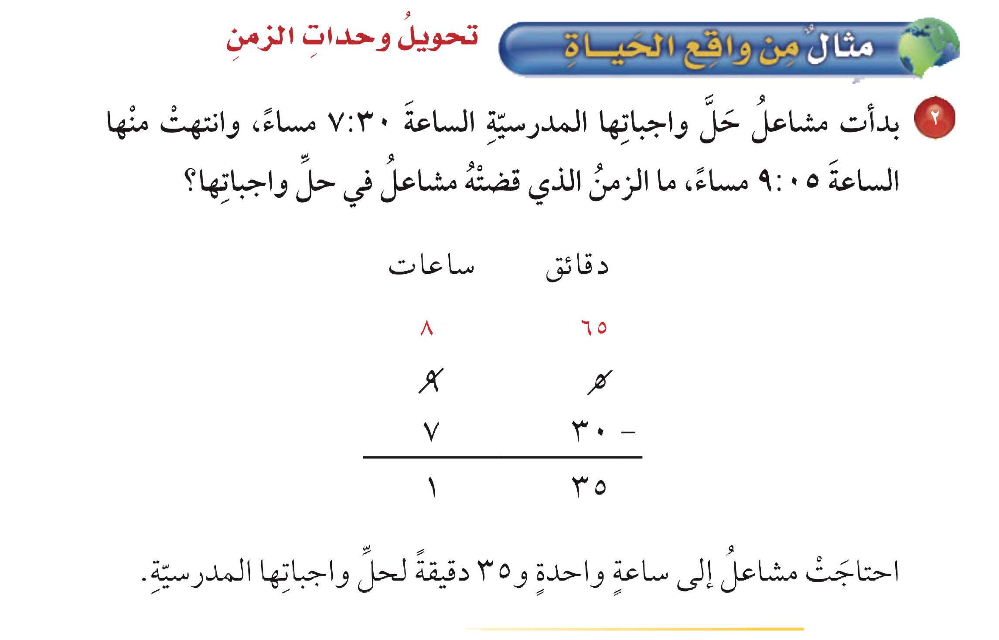 مثالٌ مِن واقِع الحَيـاةِ تحويلُ وحداتِ الزمنِ
٢ بدأت مشاعلُ حَلَّ واجباتِها المدرسيّةِ الساعةَ ٧:٣٠ مساءً، وانتهتْ منْها
الساعةَ ٩:٠٥ مساءً، ما الزمنُ الذي قضتْهُ مشاعلُ في حلِّ واجباتِها؟
دقائق ساعات
٦٥ ٨
٥ ٩
– ٣٠ ٧
٣٥ ١
احتاجَتْ مشاعلُ إلى ساعةٍ واحدةٍ و٣٥ دقيقةً لحلِّ واجباتِها المدرسيّةِ.